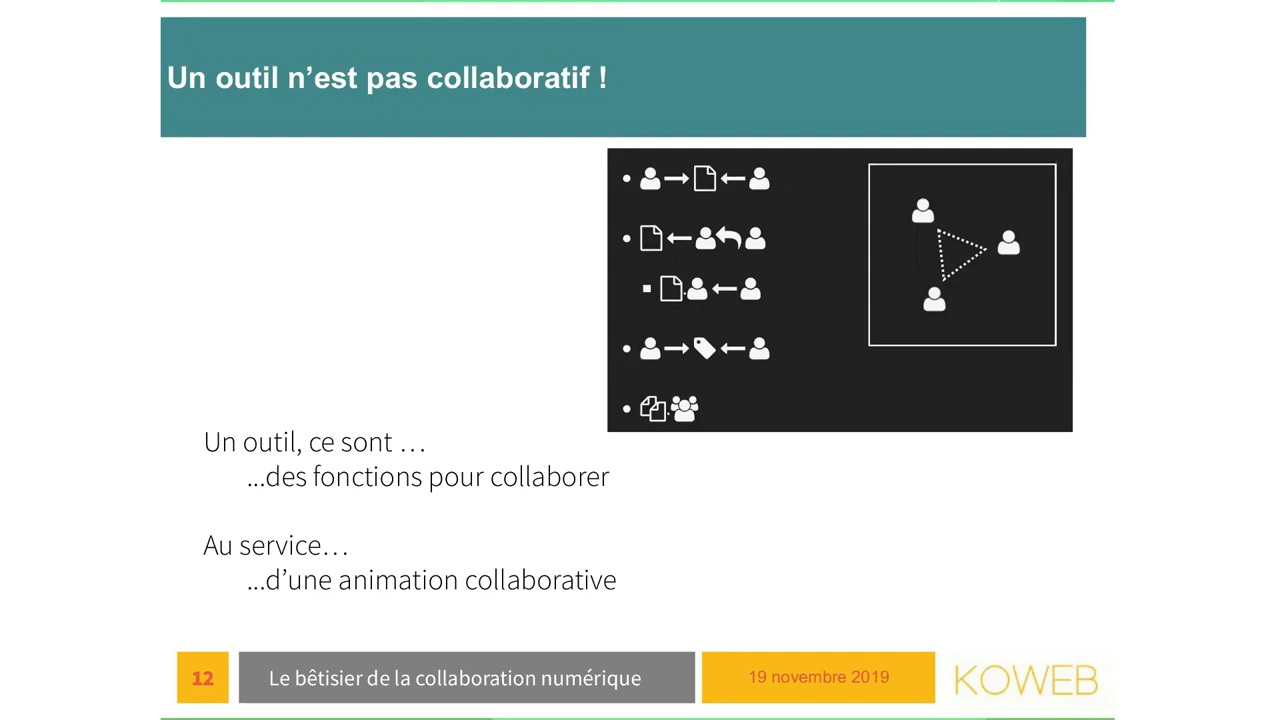 Un outil n’est pas collaboratif !
Un outil, ce sont …
...des fonctions pour collaborer
Au service…
...d’une animation collaborative
12
Le bêtisier de la collaboration numérique
19 novembre 2019
KOWEB